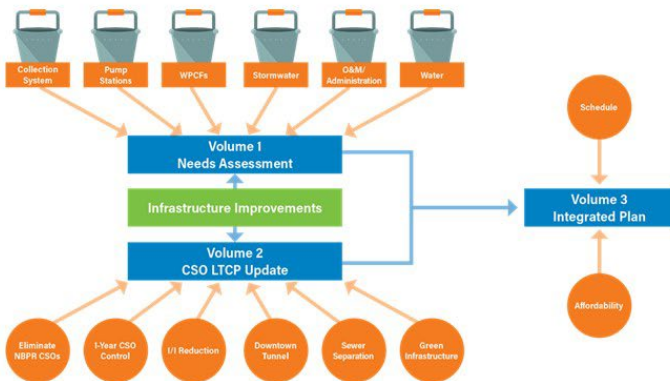 Collection
System
Pump
Stations
WPCFs
Stormwater
O&M/
Administration
Water
Volume 1
Needs Assessment
Infrastructure Improvements
Volume 2
CSO LTCP Update
Eliminate
NBPR CSOs
1-Year CSO
Control
I/I Reduction
Downtown
Tunnel
Sewer
Separation
Green
Infrastructure
Schedule
Volume 3
Integrated Plan
Affordability